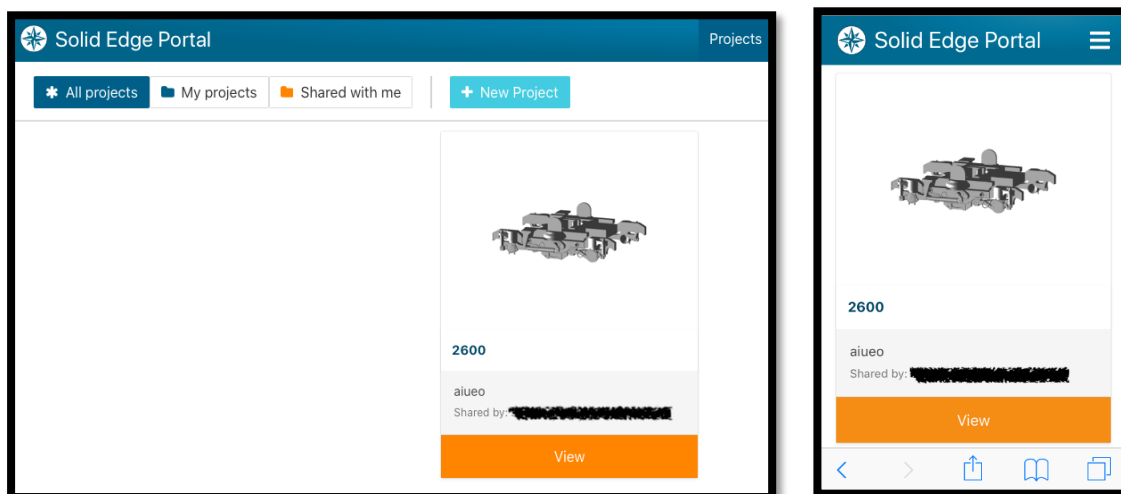 Solid Edge Portal
Projects
All projects
My projects
Shared with me
New Project
2600
aiueo
Shared by:
View
Solid Edge Portal
2600
aiueo
Shared by:
View